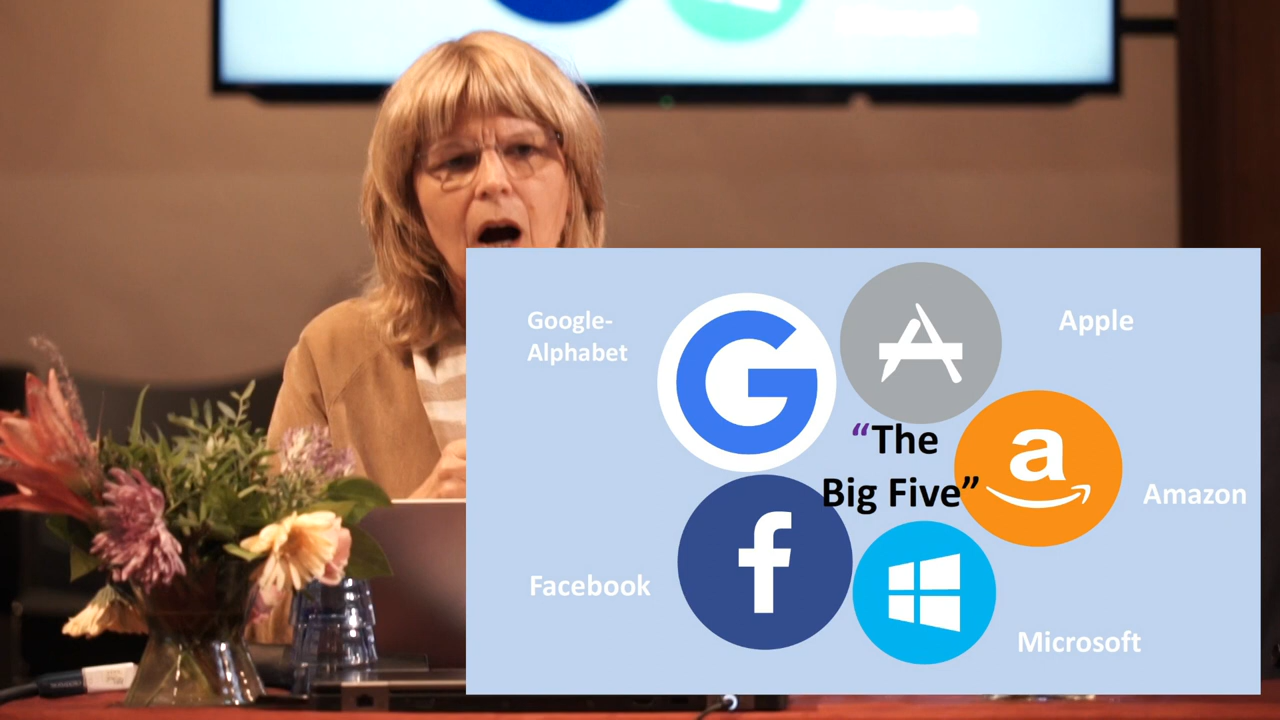 Google-
Alphabet
Apple
“The
Big Five”
Amazon
Facebook
Microsoft